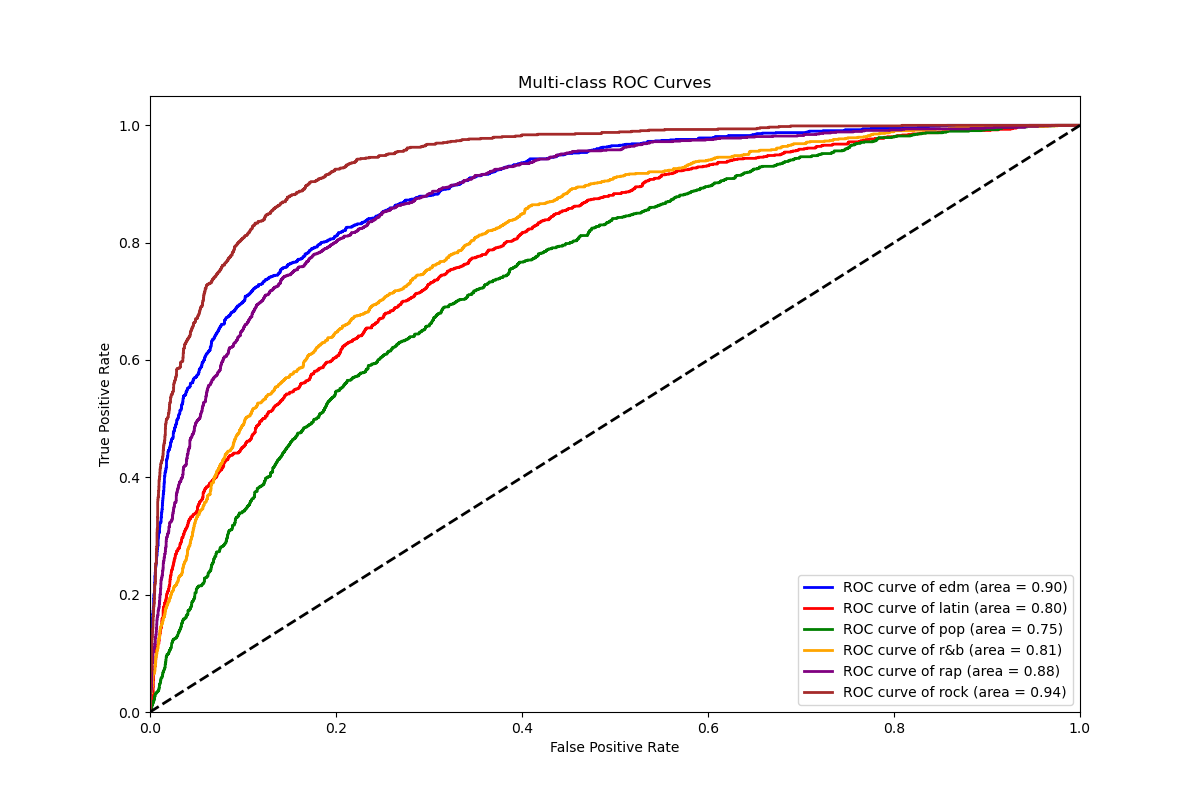 Multi-class ROC Curves
True Positive Rate
1.0
0.8
0.6
0.4
0.2
0.0
ROC curve of edm (area = 0.90)
ROC curve of latin (area = 0.80)
ROC curve of pop (area = 0.75)
ROC curve of r&b (area = 0.81)
ROC curve of rap (area = 0.88)
ROC curve of rock (area = 0.94)
0.0 0.2 0.4 0.6 0.8 1.0
False Positive Rate